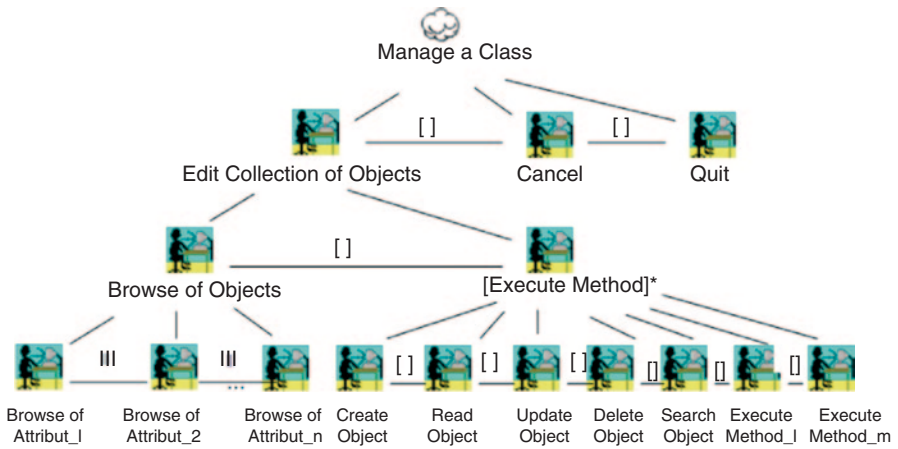 Manage a Class
[ ] [ ]
Edit Collection of Objects Cancel Quit
[ ]
Browse of Objects [Execute Method]*
||| ||| ... [ ] [ ] [ ] [] [] []
Browse of Browse of Browse of Create Read Update Delete Search Execute Execute
Attribut_l Attribut_2 Attribut_n Object Object Object Object Object Method_l Method_m